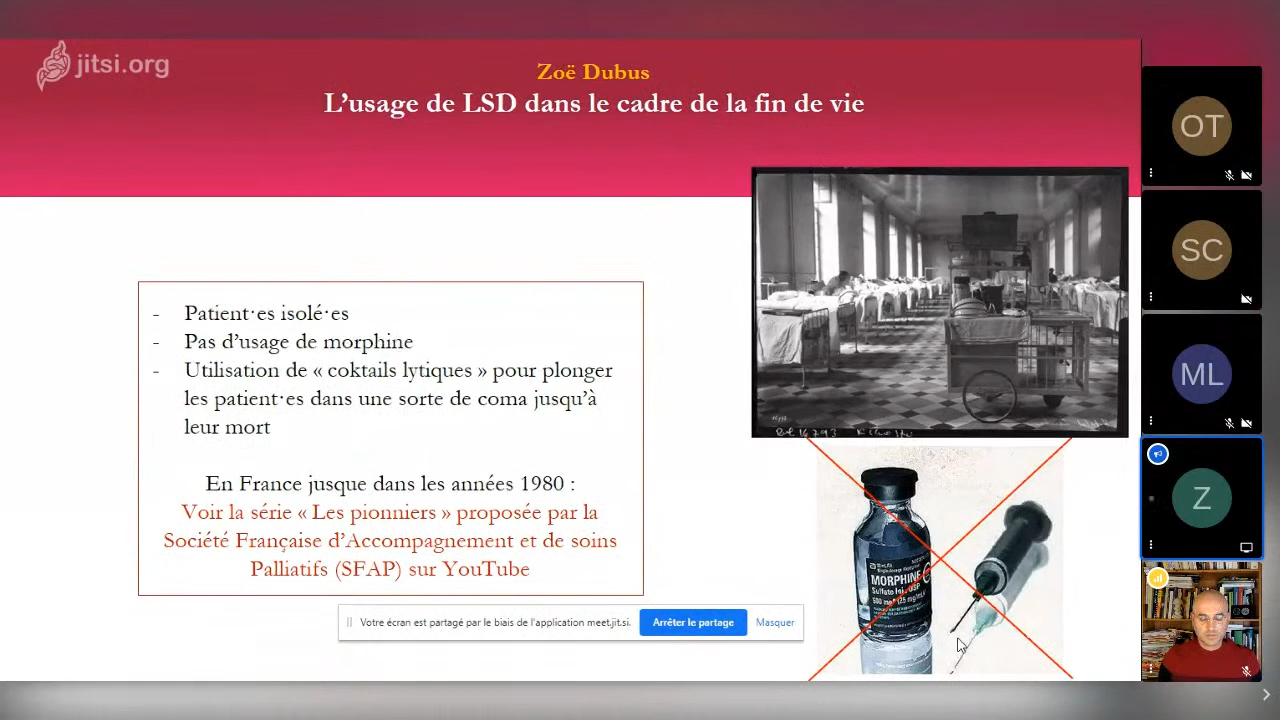 jitsi.org
Zoë Dubus
L'usage de LSD dans le cadre de la fin de vie
- Patient·es isolé·es
- Pas d'usage de morphine
- Utilisation de « coktails lytiques » pour plonger
les patient·es dans une sorte de coma jusqu'à
leur mort
En France jusque dans les années 1980 :
Voir la série « Les pionniers » proposée par la
Société Française d'Accompagnement et de soins
Palliatifs (SFAP) sur YouTube
MORPHINE
Votre écran est partagé par le biais de l'application meet.jit.si.
Arrêter le partage
Masquer
OT
SC
ML
Z